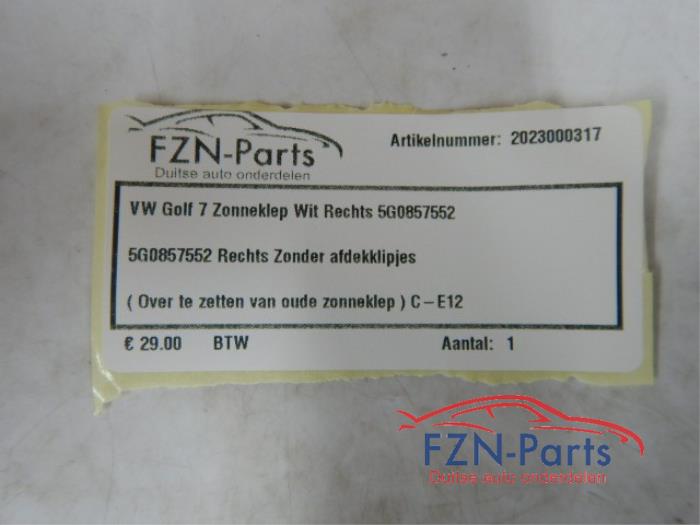 FZN-Parts
Duitse auto onderdelen
Artikelnummer: 2023000317
VW Golf 7 Zonneklep Wit Rechts 5G0857552
5G0857552 Rechts Zonder afdekklipjes
( Over te zetten van oude zonneklep ) C-E12
€ 29.00 BTW Aantal: 1
FZN-Parts
Duitse auto onderdelen